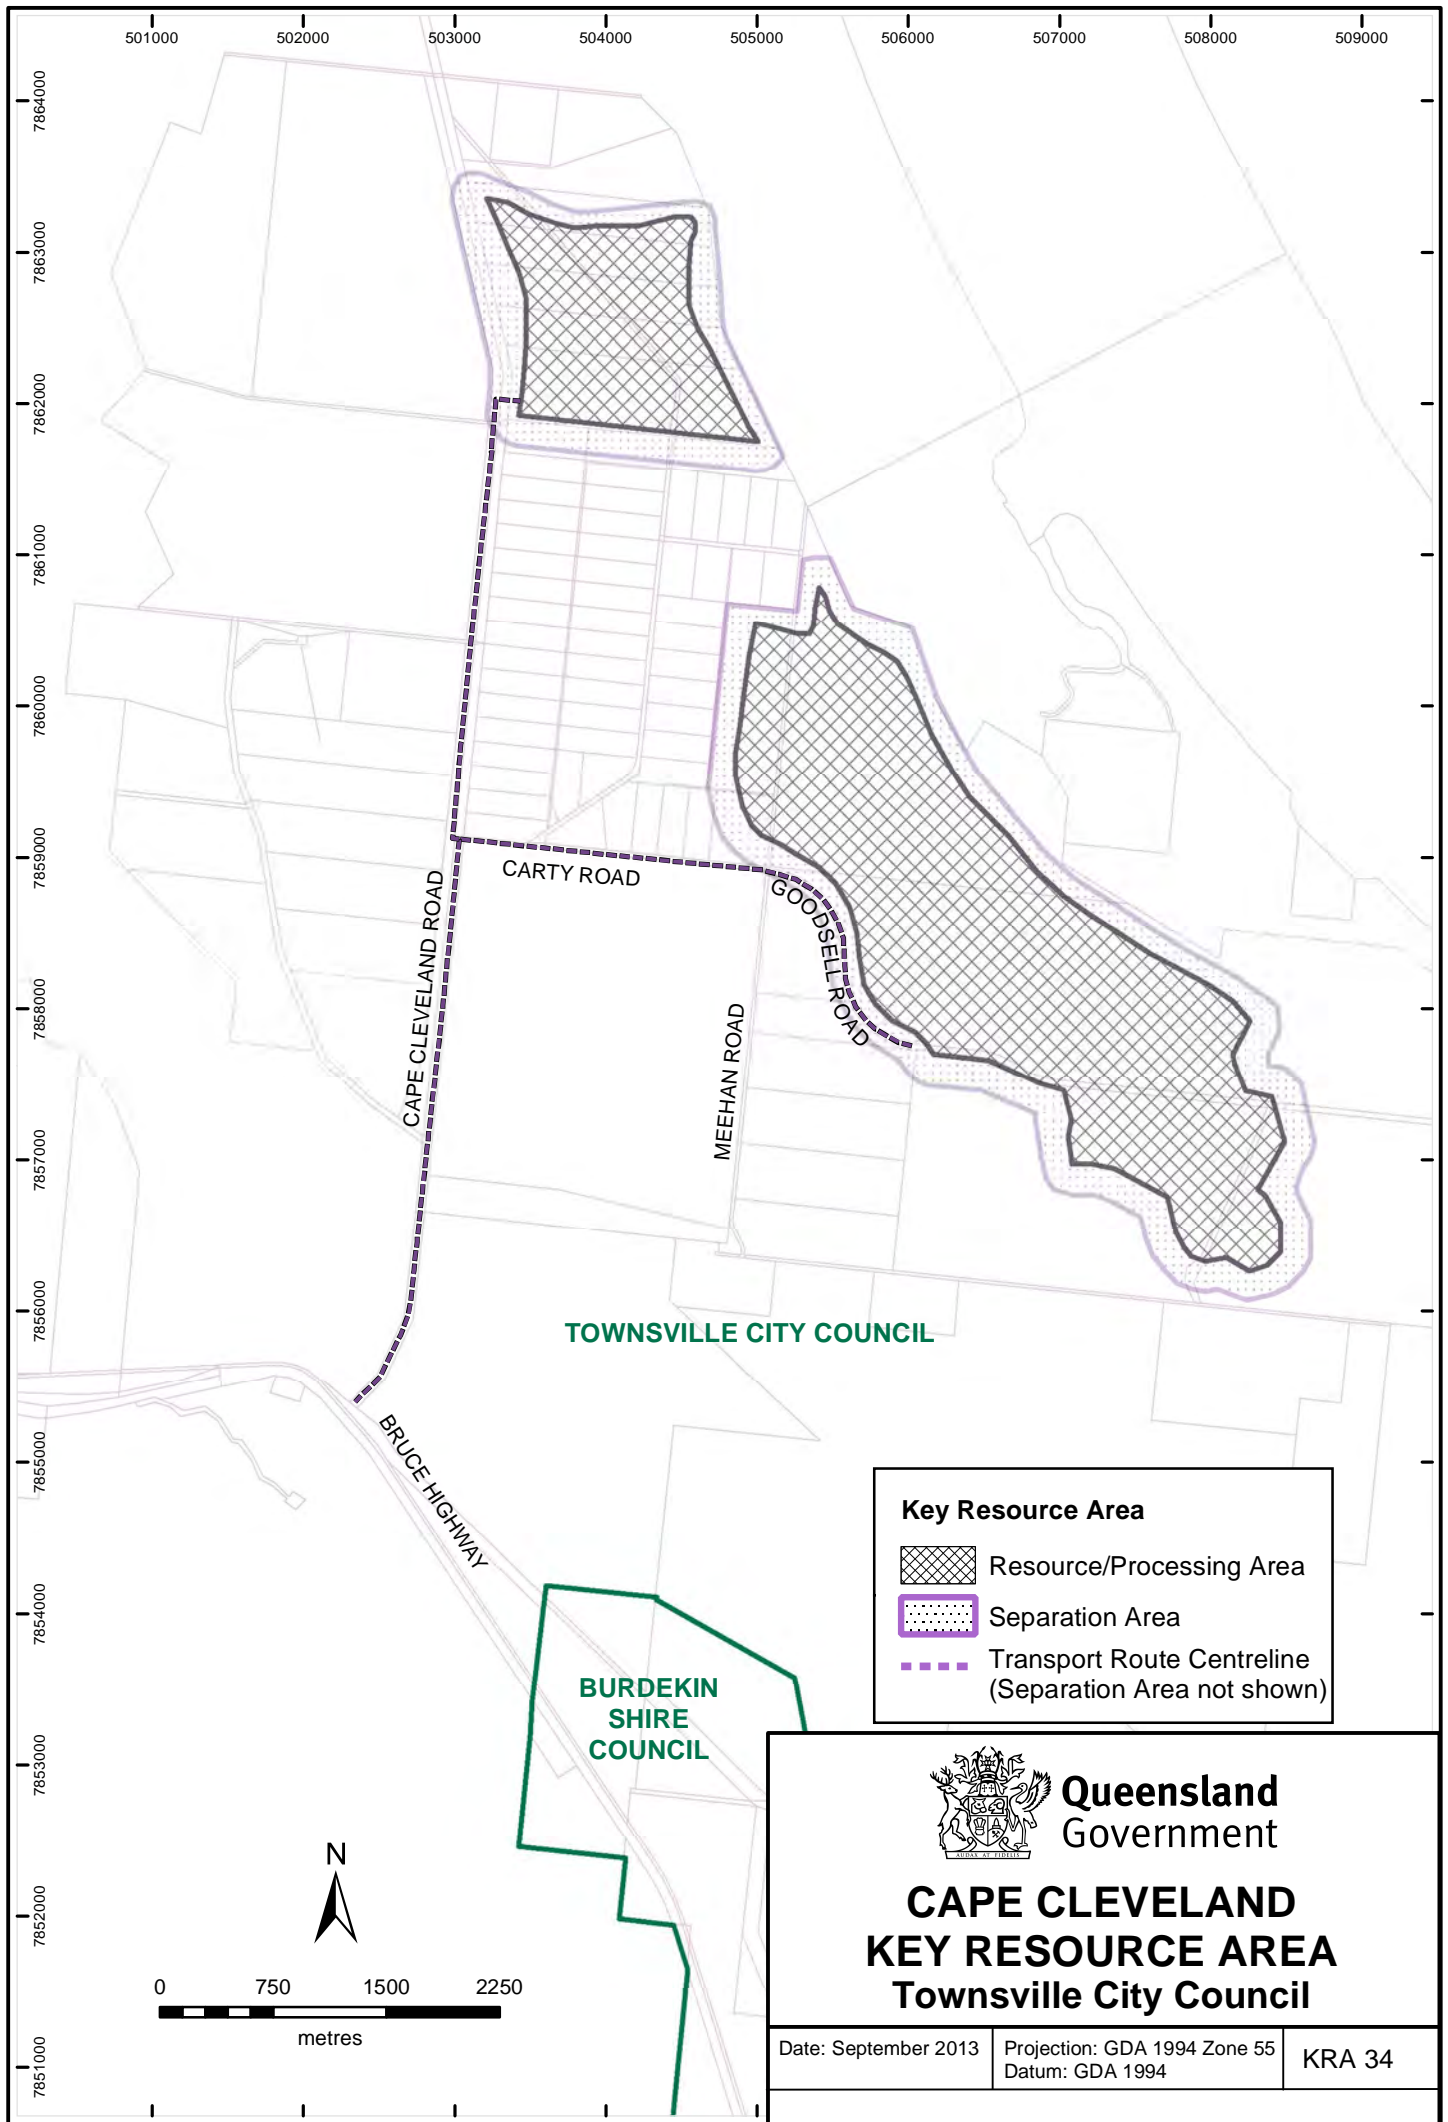 501000
502000
503000
504000
505000
506000
507000
508000
509000
7864000
7863000
7862000
7861000
7860000
7859000
7858000
7857000
7856000
7855000
7854000
7853000
7852000
7851000
CARTY ROAD
GOODSELL ROAD
CAPE CLEVELAND ROAD
MEEHAN ROAD
TOWNSVILLE CITY COUNCIL
BRUCE HIGHWAY
BURDEKIN
SHIRE
COUNCIL
Key Resource Area
Resource/Processing Area
Separation Area
Transport Route Centreline
(Separation Area not shown)
N
0 750 1500 2250
metres
AUDAX AT FIDELIS
Queensland
Government
CAPE CLEVELAND
KEY RESOURCE AREA
Townsville City Council
Date: September 2013
Projection: GDA 1994 Zone 55
Datum: GDA 1994
KRA 34